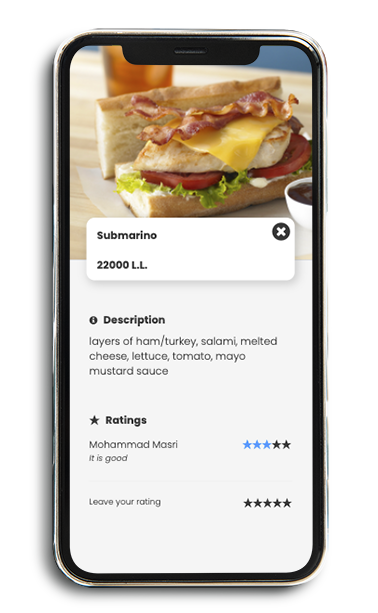 Submarino
22000 L.L.
Description
layers of ham/turkey, salami, melted
cheese, lettuce, tomato, mayo
mustard sauce
Ratings
Mohammad Masri
It is good
Leave your rating